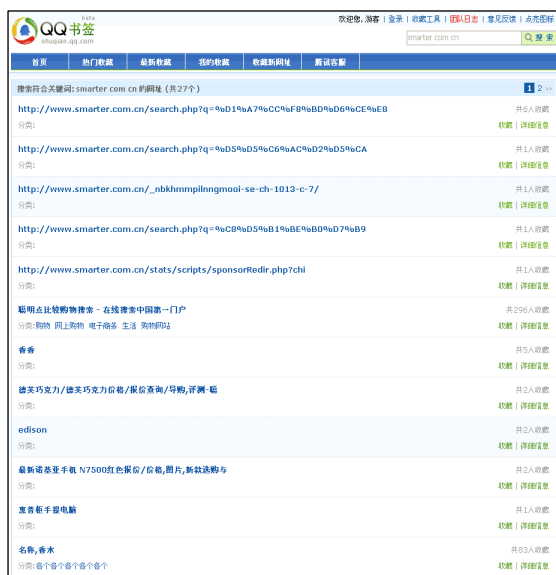 beta
QQ书签
shuqian.qq.com
欢迎您, 游客 | 登录 | 收藏工具 | 团队日志 | 意见反馈 | 点亮图标
smarter com cn 搜索
首页 热门收藏 最新收藏 我的收藏 收藏新网址 腾讯客服
搜索符合关键词: smarter com cn 的网址 (共27个) 1 2 >>
http://www.smarter.com.cn/search.php?q=%D1%A7%CC%F8%BD%D6%CE%E8 共6人收藏
分类: 收藏 | 详细信息
http://www.smarter.com.cn/search.php?q=%D5%D5%C6%AC%D2%D5%CA 共1人收藏
分类: 收藏 | 详细信息
http://www.smarter.com.cn/_nbkhmmpilnngmooi-se-ch-1013-c-7/ 共1人收藏
分类: 收藏 | 详细信息
http://www.smarter.com.cn/search.php?q=%C8%D5%B1%BE%B0%D7%B9 共1人收藏
分类: 收藏 | 详细信息
http://www.smarter.com.cn/stats/scripts/sponsorRedir.php?chi 共1人收藏
分类: 收藏 | 详细信息
聪明点比较购物搜索 - 在线搜索中国第一门户 共296人收藏
分类:购物 网上购物 电子商务 生活 购物网站 收藏 | 详细信息
香香 共5人收藏
分类: 收藏 | 详细信息
德芙巧克力/德芙巧克力价格/报价查询/导购,评测-聪 共2人收藏
分类: 收藏 | 详细信息
edison 共2人收藏
分类: 收藏 | 详细信息
最新诺基亚手机 N7500红色报价/价格,图片,新款选购与 共2人收藏
分类: 收藏 | 详细信息
惠普柜手提电脑 共1人收藏
分类: 收藏 | 详细信息
名称,香水 共83人收藏
分类:各个各个各个各个各个 收藏 | 详细信息